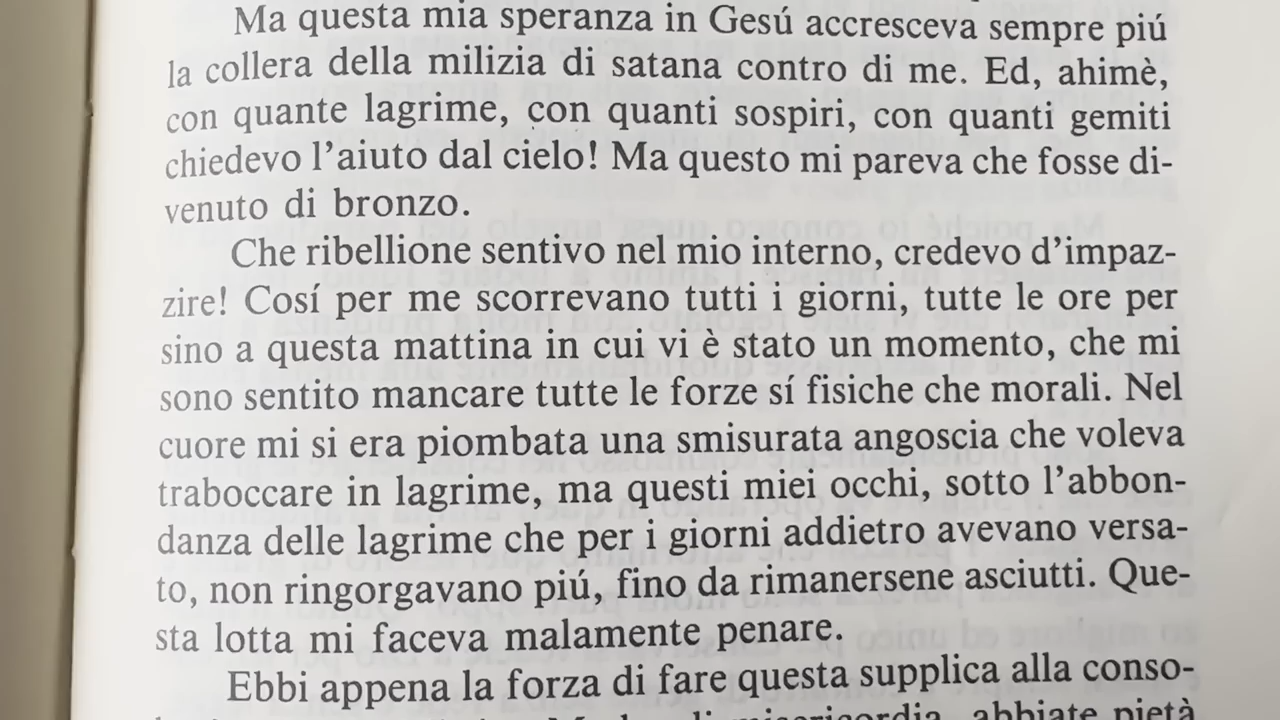 Ma questa mia speranza in Gesú accresceva sempre piú
la collera della milizia di satana contro di me. Ed, ahimè,
con quante lagrime, con quanti sospiri, con quanti gemiti
chiedevo l’aiuto dal cielo! Ma questo mi pareva che fosse di-
venuto di bronzo.
Che ribellione sentivo nel mio interno, credevo d’impaz-
zire! Cosí per me scorrevano tutti i giorni, tutte le ore per
sino a questa mattina in cui vi è stato un momento, che mi
sono sentito mancare tutte le forze sí fisiche che morali. Nel
cuore mi si era piombata una smisurata angoscia che voleva
traboccare in lagrime, ma questi miei occhi, sotto l’abbon-
danza delle lagrime che per i giorni addietro avevano versa-
to, non ringorgavano piú, fino da rimanersene asciutti. Que-
sta lotta mi faceva malamente penare.
Ebbi appena la forza di fare questa supplica alla conso-
di misericordia, abbiate pietà